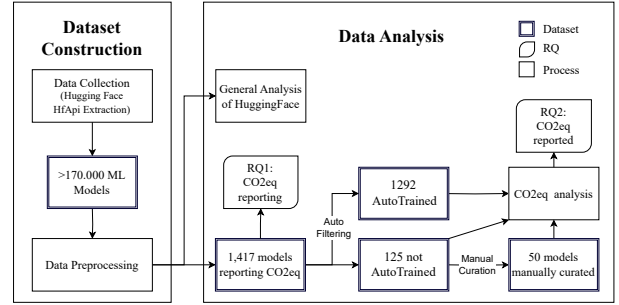 Dataset
Construction
Data Collection
(Hugging Face
HfApi Extraction)
>170.000 ML
Models
Data Preprocessing
Data Analysis
Dataset
RQ
Process
General Analysis
of HuggingFace
RQ1:
CO2eq
reporting
RQ2:
CO2eq
reported
1292
AutoTrained
CO2eq analysis
Auto
Filtering
1,417 models
reporting CO2eq
125 not
AutoTrained
Manual
Curation
50 models
manually curated